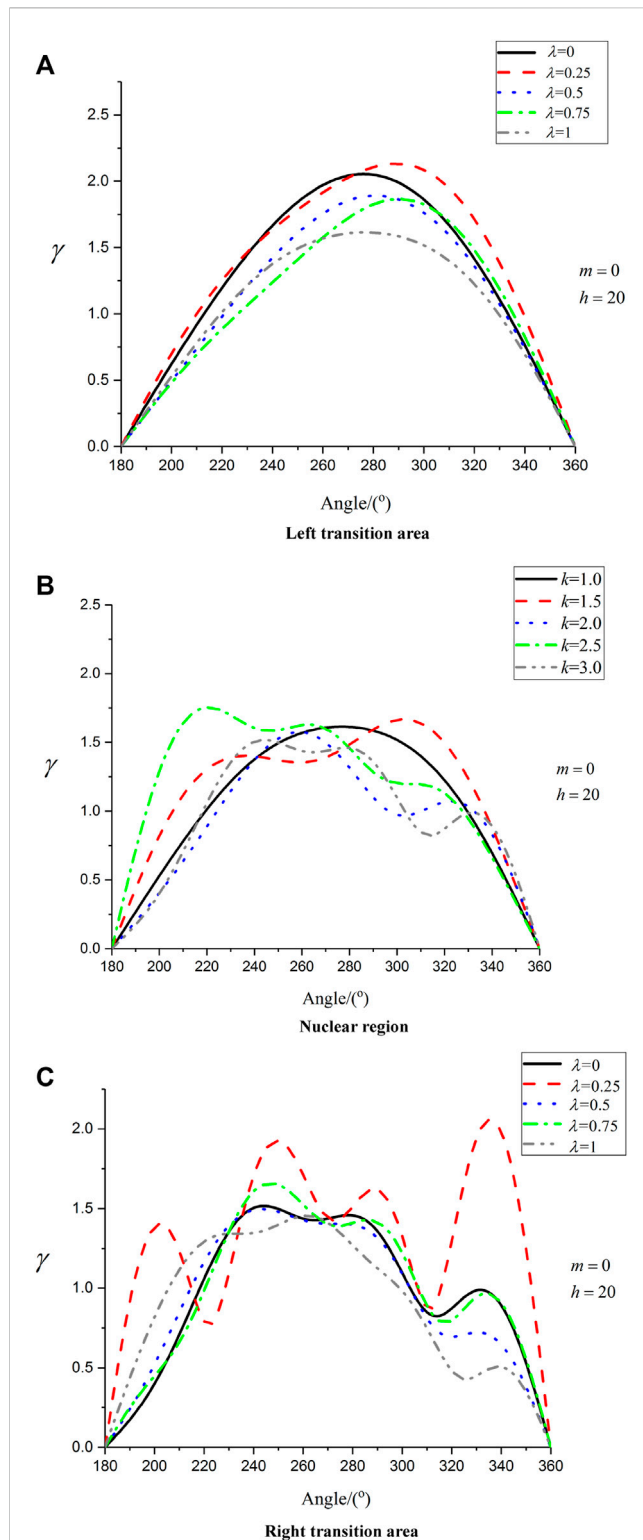 A
λ=0
λ=0.25
λ=0.5
λ=0.75
λ=1
2.5
2.0
1.5
1.0
0.5
0.0
γ
m = 0
h = 20
180 200 220 240 260 280 300 320 340 360
Angle/(o)
Left transition area
B
k=1.0
k=1.5
k=2.0
k=2.5
k=3.0
2.5
2.0
1.5
1.0
0.5
0.0
γ
m = 0
h = 20
180 200 220 240 260 280 300 320 340 360
Angle/(o)
Nuclear region
C
λ=0
λ=0.25
λ=0.5
λ=0.75
λ=1
2.0
1.5
1.0
0.5
0.0
γ
m = 0
h = 20
180 200 220 240 260 280 300 320 340 360
Angle/(o)
Right transition area